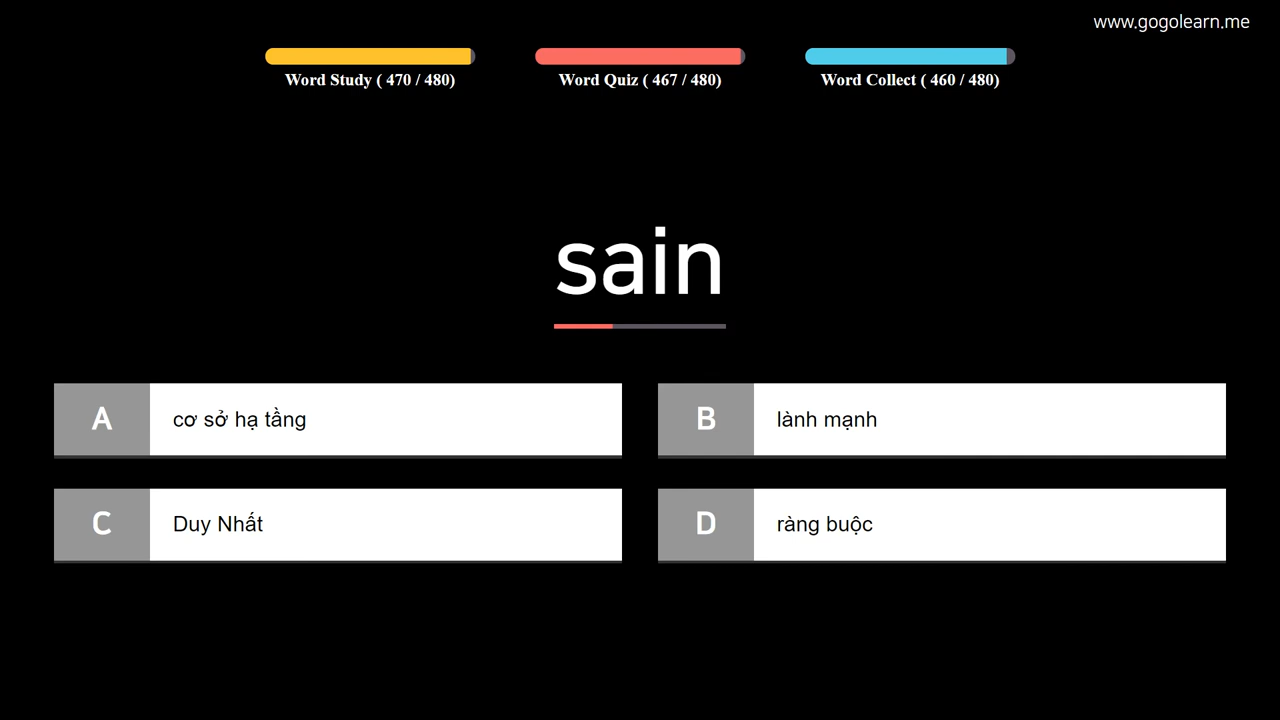 www.gogolearn.me
Word Study ( 470 / 480)
Word Quiz ( 467 / 480)
Word Collect ( 460 / 480)
sain
A cơ sở hạ tầng
B lành mạnh
C Duy Nhất
D ràng buộc